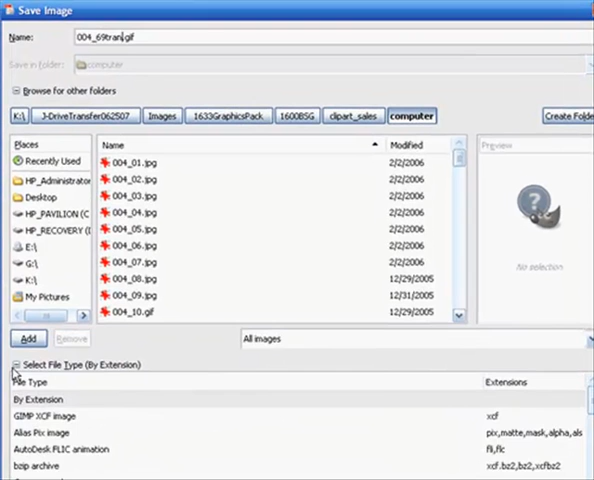 Save Image
Name: 004_69tran.gif
Save in folder: computer
Browse for other folders
K:\ J-DriveTransfer062507 Images 1633GraphicsPack 1600BSG clipart_sales computer Create Folde
Places Name Modified Preview
Recently Used 004_01.jpg 2/2/2006
HP_Administrator 004_02.jpg 2/2/2006
Desktop 004_03.jpg 2/2/2006
HP_PAVILION (C 004_04.jpg 2/2/2006
HP_RECOVERY (D 004_05.jpg 2/2/2006
E:\ 004_06.jpg 2/2/2006
G:\ 004_07.jpg 2/2/2006 No selection
K:\ 004_08.jpg 12/29/2005
My Pictures 004_09.jpg 12/31/2005
004_10.gif 12/29/2005
Add Remove All images
Select File Type (By Extension)
File Type Extensions
By Extension
GIMP XCF image xcf
Alias Pix image pix,matte,mask,alpha,als
AutoDesk FLIC animation fli,flc
bzip archive xcf.bz2,bz2,xcfbz2